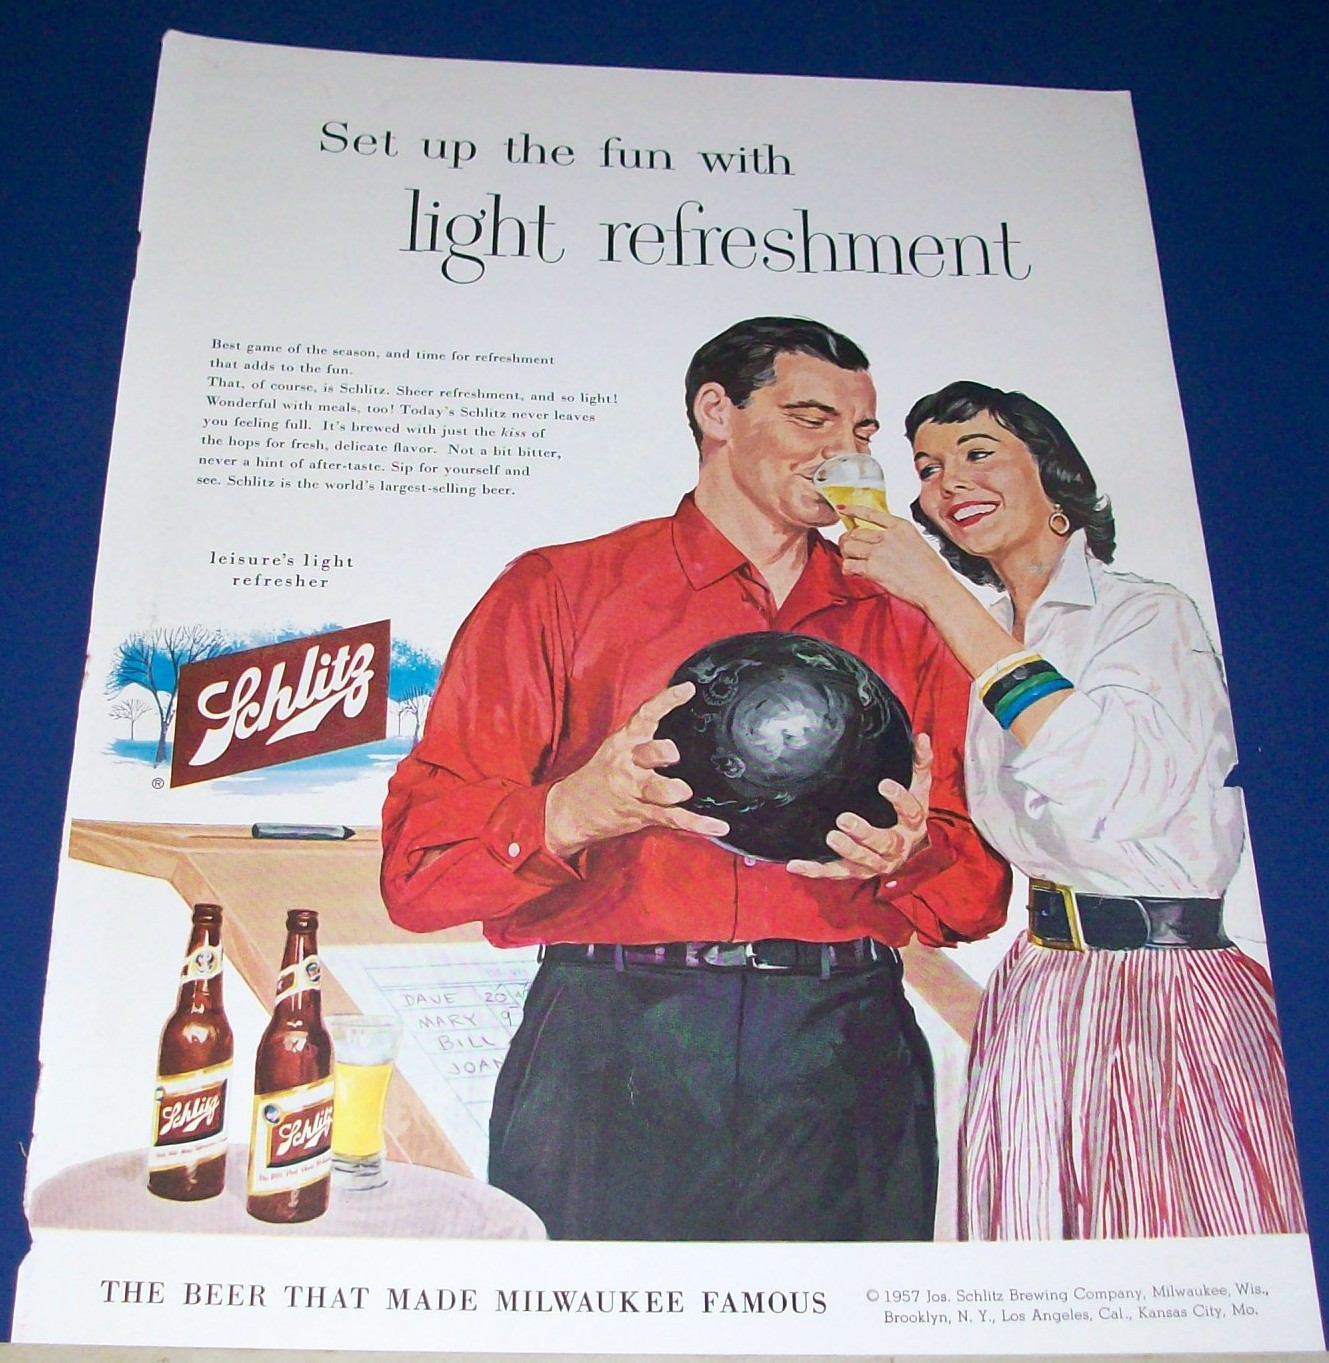 Set up the fun with
light refreshment
Best game of the season, and time for refreshment
that adds to the fun.
That, of course, is Schlitz. Sheer refreshment, and so light!
Wonderful with meals, too! Today's Schlitz never leaves
you feeling full. It's brewed with just the kiss of
the hops for fresh, delicate flavor. Not a bit bitter,
never a hint of after-taste. Sip for yourself and
see. Schlitz is the world's largest-selling beer.
leisure's light
refresher
Schlitz
®
DAVE 20
MARY 9
BILL
JOAN
Schlitz
Schlitz
THE BEER THAT MADE MILWAUKEE FAMOUS
© 1957 Jos. Schlitz Brewing Company, Milwaukee, Wis.,
Brooklyn, N. Y., Los Angeles, Cal., Kansas City, Mo.